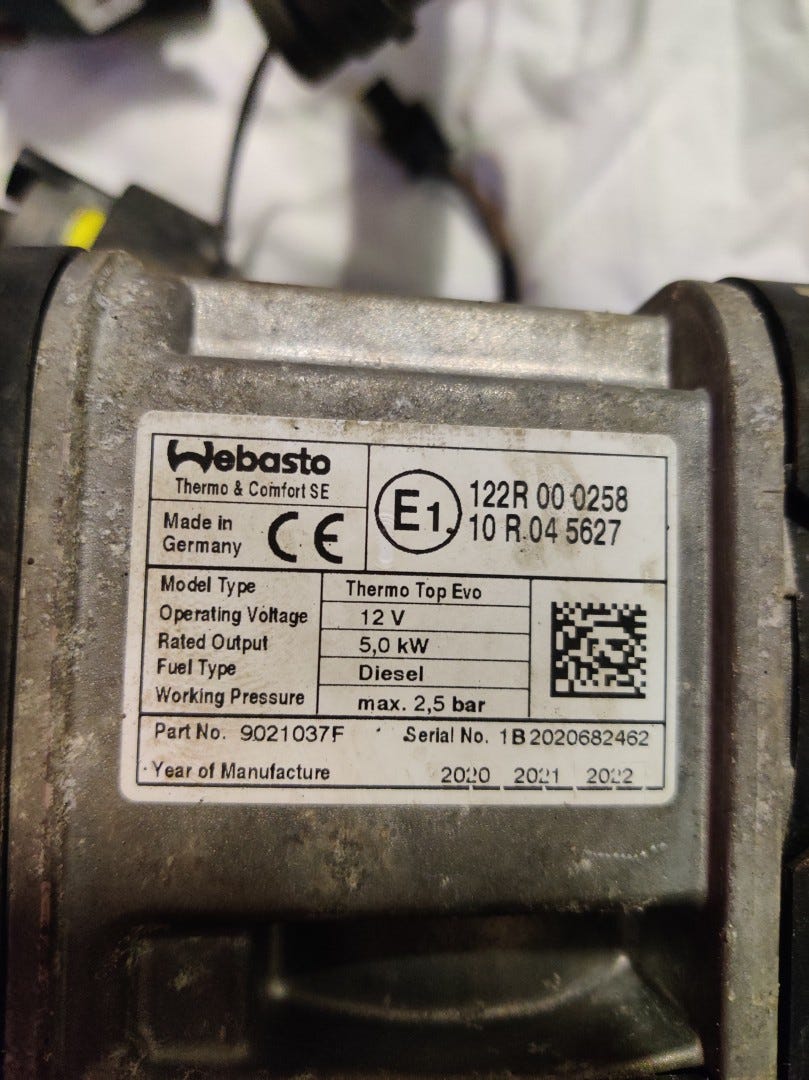 Webasto
Thermo & Comfort SE
Made in
Germany
CE
E1
122R 00 0258
10 R 04 5627
Model Type Thermo Top Evo
Operating Voltage 12 V
Rated Output 5,0 kW
Fuel Type Diesel
Working Pressure max. 2,5 bar
Part No. 9021037F Serial No. 1B2020682462
Year of Manufacture 2020 2021 2022